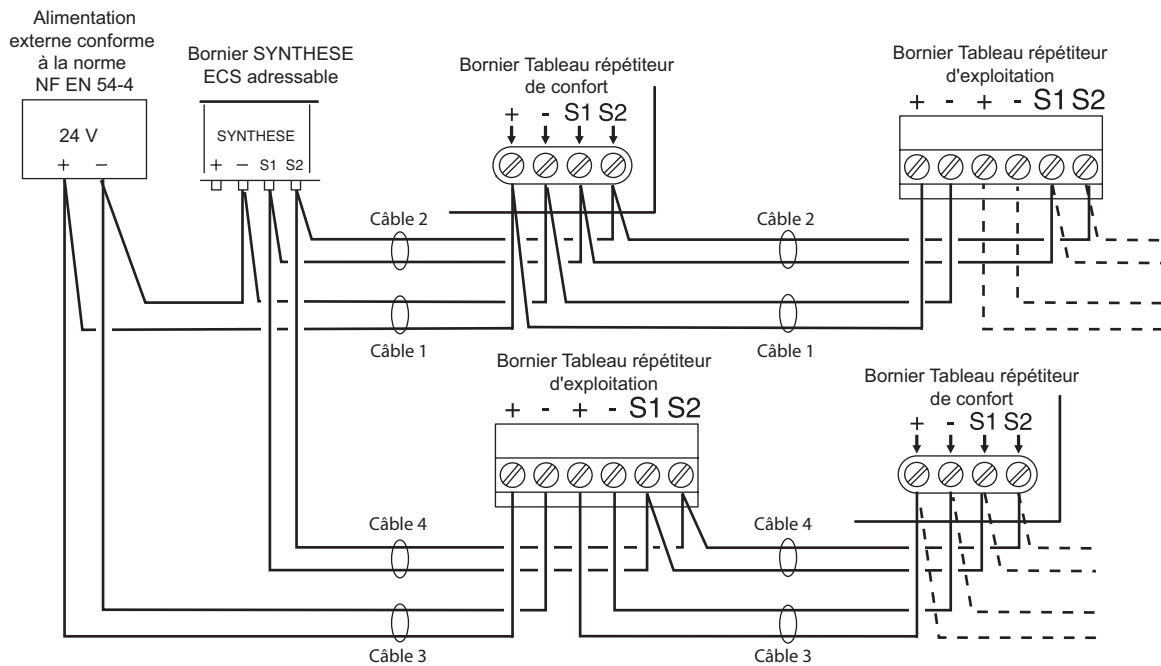 Alimentation
externe conforme
à la norme
NF EN 54-4
24 V
+ −
Bornier SYNTHESE
ECS adressable
SYNTHESE
+ − S1 S2
Bornier Tableau répétiteur
de confort
+ - S1 S2
Bornier Tableau répétiteur
d'exploitation
+ - + - S1 S2
Câble 2
Câble 2
Câble 1
Câble 1
Bornier Tableau répétiteur
d'exploitation
+ - + - S1 S2
Bornier Tableau répétiteur
de confort
+ - S1 S2
Câble 4
Câble 4
Câble 3
Câble 3